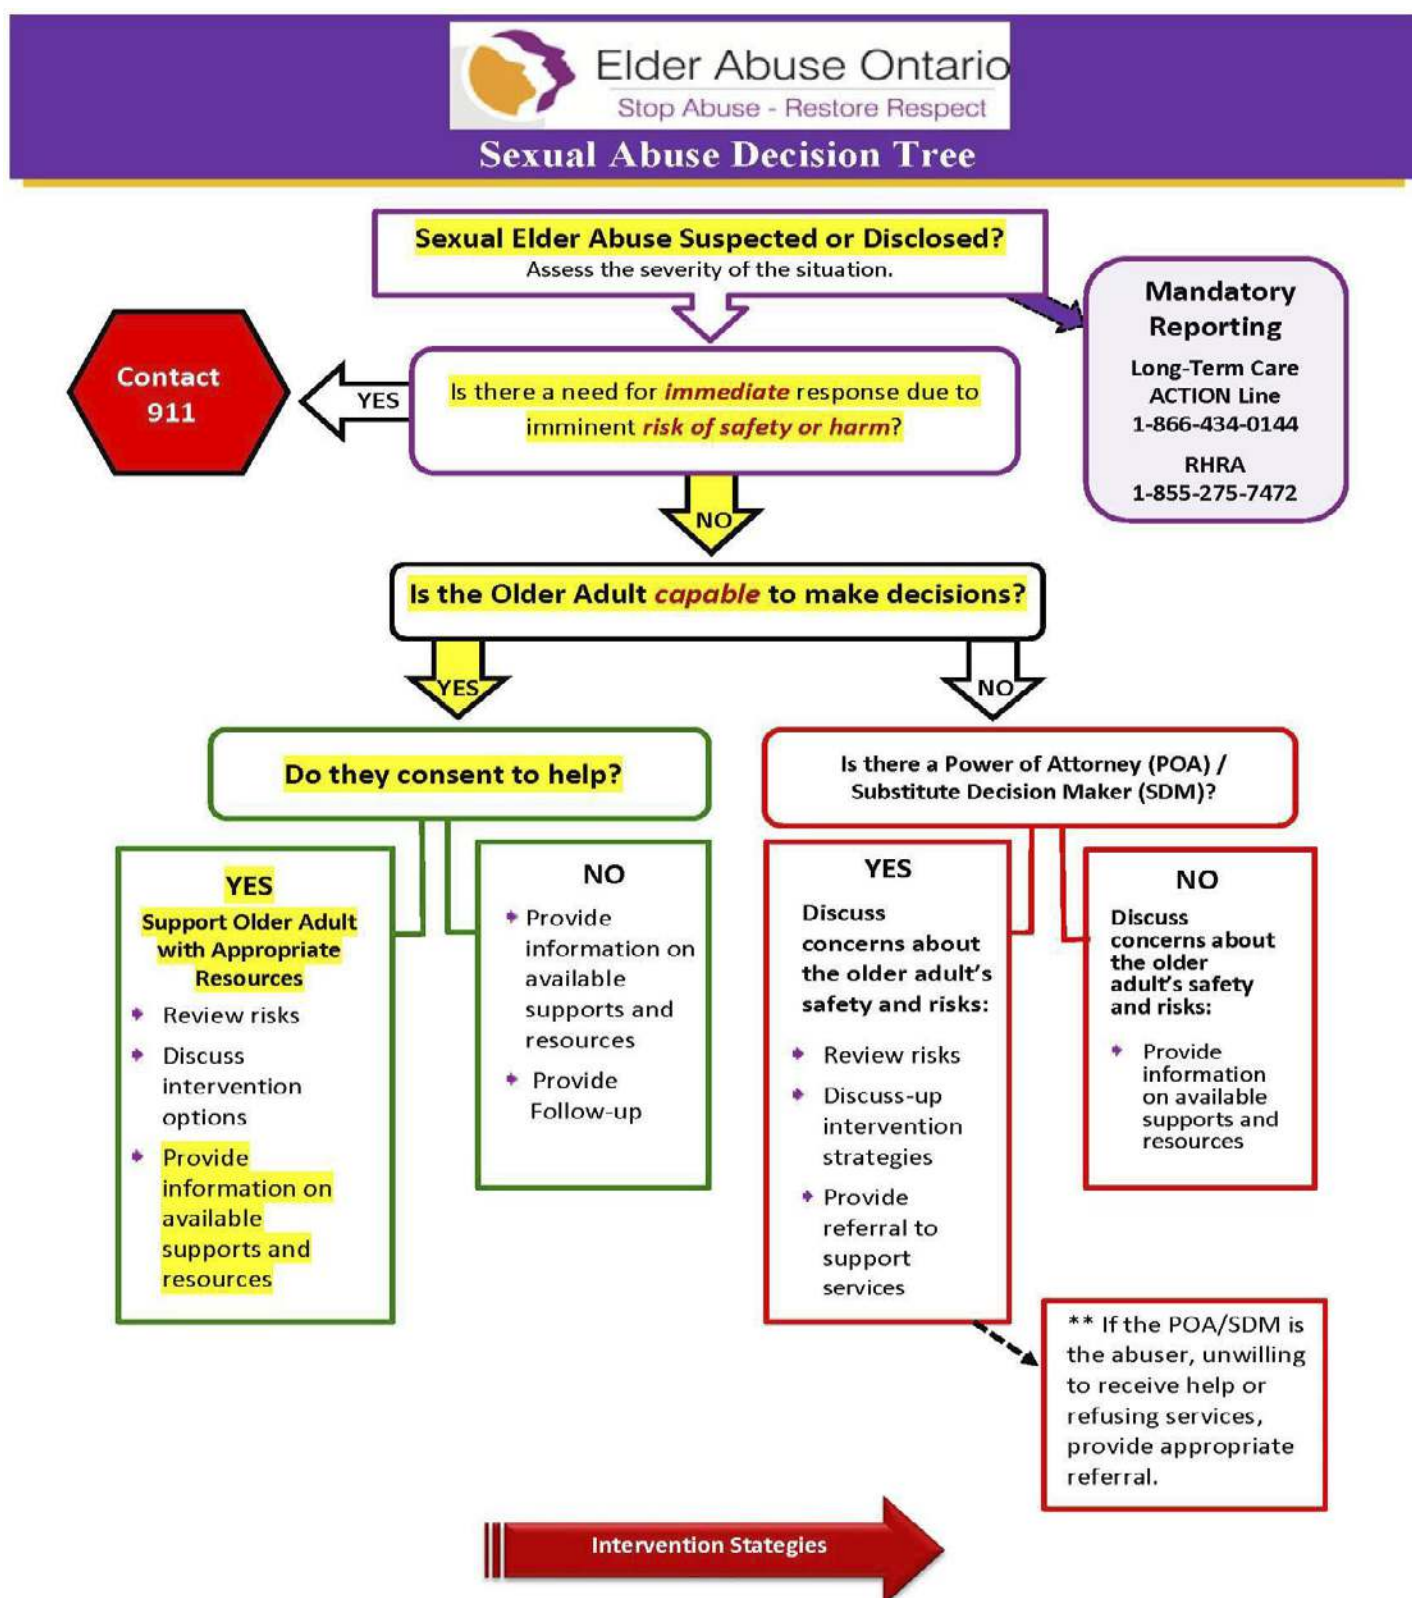 Elder Abuse Ontario
Stop Abuse - Restore Respect
Sexual Abuse Decision Tree
Sexual Elder Abuse Suspected or Disclosed?
Assess the severity of the situation.
Mandatory
Reporting
Long-Term Care
ACTION Line
1-866-434-0144
RHRA
1-855-275-7472
Contact
911
YES
Is there a need for immediate response due to
imminent risk of safety or harm?
NO
Is the Older Adult capable to make decisions?
YES
NO
Do they consent to help?
YES
Support Older Adult
with Appropriate
Resources
Review risks
Discuss
intervention
options
Provide
information on
available
supports and
resources
NO
Provide
information on
available
supports and
resources
Provide
Follow-up
Is there a Power of Attorney (POA) /
Substitute Decision Maker (SDM)?
YES
Discuss
concerns about
the older adult's
safety and risks:
Review risks
Discuss-up
intervention
strategies
Provide
referral to
support
services
NO
Discuss
concerns about
the older
adult's safety
and risks:
Provide
information
on available
supports and
resources
** If the POA/SDM is
the abuser, unwilling
to receive help or
refusing services,
provide appropriate
referral.
Intervention Stategies